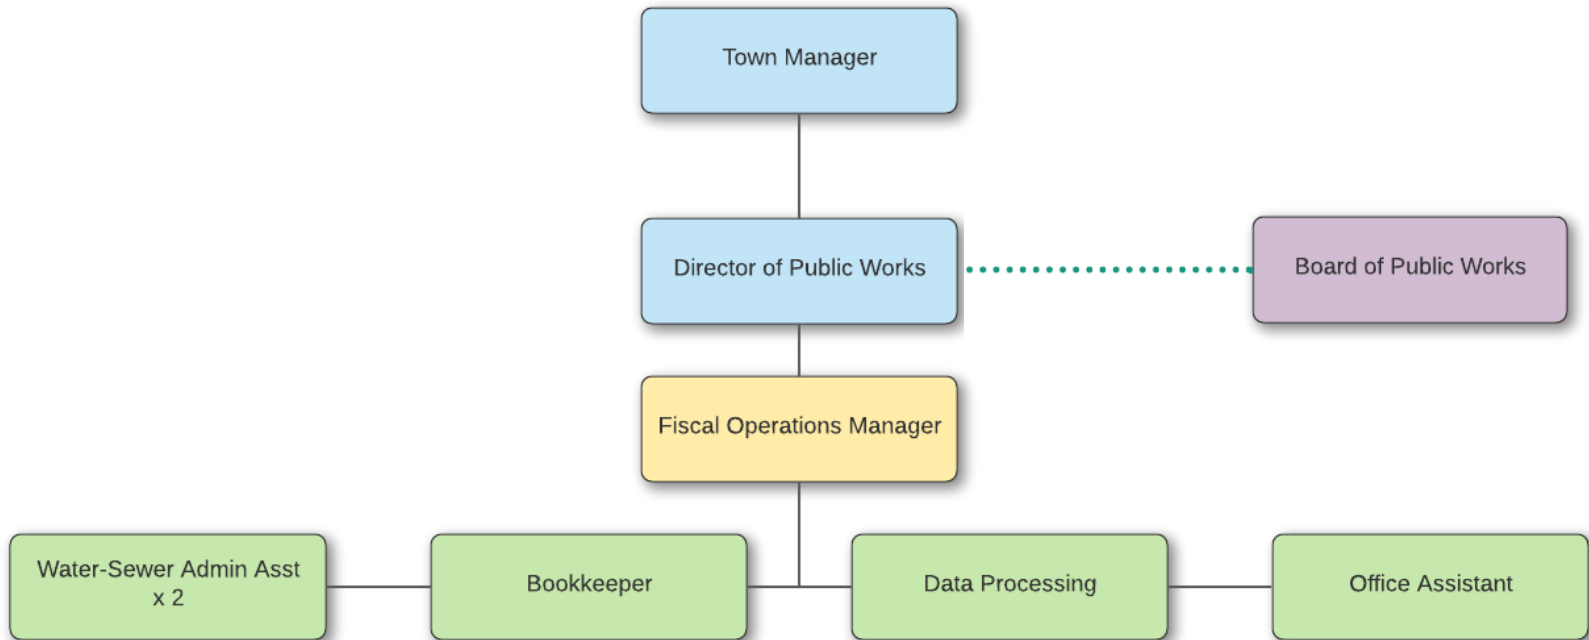 Town Manager
Director of Public Works
Board of Public Works
Fiscal Operations Manager
Water-Sewer Admin Asst
x 2
Bookkeeper
Data Processing
Office Assistant